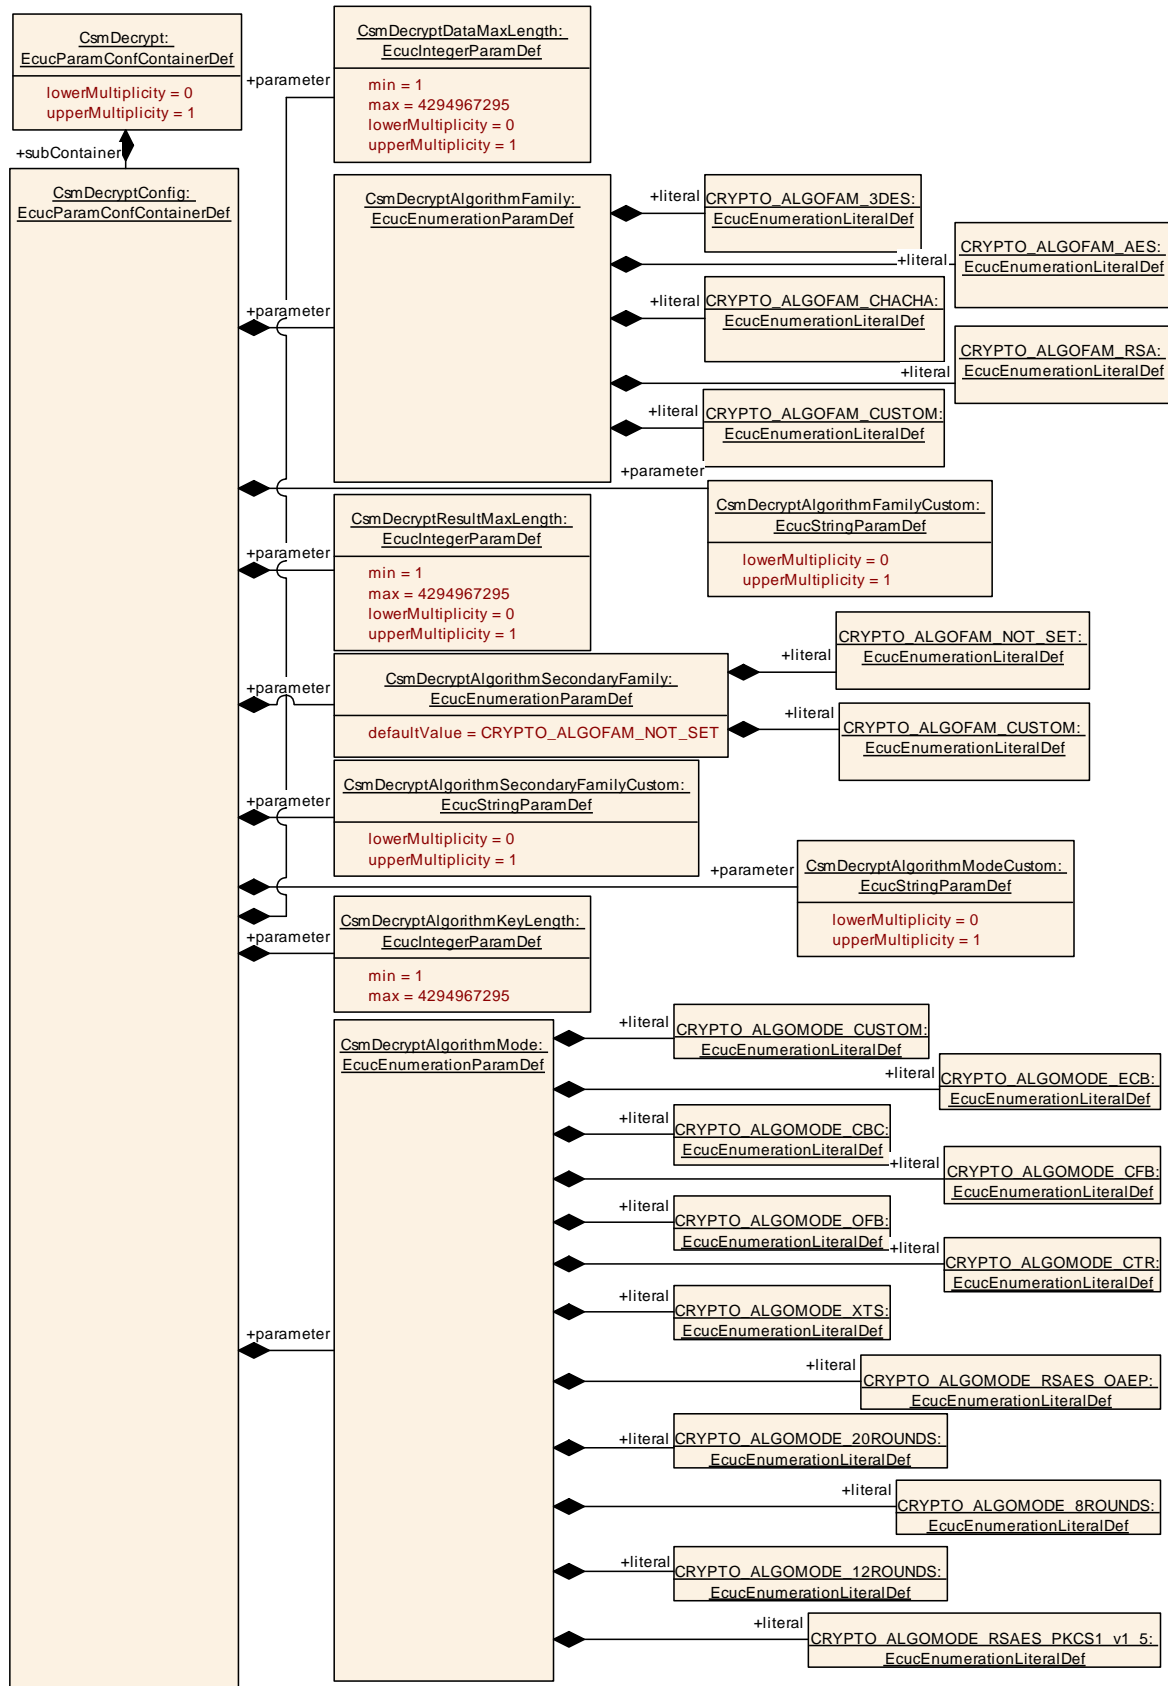 CsmDecrypt:
EcucParamConfContainerDef
lowerMultiplicity = 0
upperMultiplicity = 1
+subContainer
CsmDecryptConfig:
EcucParamConfContainerDef
+parameter
CsmDecryptDataMaxLength:
EcucIntegerParamDef
min = 1
max = 4294967295
lowerMultiplicity = 0
upperMultiplicity = 1
+parameter
CsmDecryptAlgorithmFamily:
EcucEnumerationParamDef
+literal
CRYPTO_ALGOFAM_3DES:
EcucEnumerationLiteralDef
+literal
CRYPTO_ALGOFAM_AES:
EcucEnumerationLiteralDef
+literal
CRYPTO_ALGOFAM_CHACHA:
EcucEnumerationLiteralDef
+literal
CRYPTO_ALGOFAM_RSA:
EcucEnumerationLiteralDef
+literal
CRYPTO_ALGOFAM_CUSTOM:
EcucEnumerationLiteralDef
+parameter
CsmDecryptAlgorithmFamilyCustom:
EcucStringParamDef
lowerMultiplicity = 0
upperMultiplicity = 1
+parameter
CsmDecryptResultMaxLength:
EcucIntegerParamDef
min = 1
max = 4294967295
lowerMultiplicity = 0
upperMultiplicity = 1
+parameter
CsmDecryptAlgorithmSecondaryFamily:
EcucEnumerationParamDef
defaultValue = CRYPTO_ALGOFAM_NOT_SET
+literal
CRYPTO_ALGOFAM_NOT_SET:
EcucEnumerationLiteralDef
+literal
CRYPTO_ALGOFAM_CUSTOM:
EcucEnumerationLiteralDef
+parameter
CsmDecryptAlgorithmSecondaryFamilyCustom:
EcucStringParamDef
lowerMultiplicity = 0
upperMultiplicity = 1
+parameter
CsmDecryptAlgorithmModeCustom:
EcucStringParamDef
lowerMultiplicity = 0
upperMultiplicity = 1
+parameter
CsmDecryptAlgorithmKeyLength:
EcucIntegerParamDef
min = 1
max = 4294967295
+parameter
CsmDecryptAlgorithmMode:
EcucEnumerationParamDef
+literal
CRYPTO_ALGOMODE_CUSTOM:
EcucEnumerationLiteralDef
+literal
CRYPTO_ALGOMODE_ECB:
EcucEnumerationLiteralDef
+literal
CRYPTO_ALGOMODE_CBC:
EcucEnumerationLiteralDef
+literal
CRYPTO_ALGOMODE_CFB:
EcucEnumerationLiteralDef
+literal
CRYPTO_ALGOMODE_OFB:
EcucEnumerationLiteralDef
+literal
CRYPTO_ALGOMODE_CTR:
EcucEnumerationLiteralDef
+literal
CRYPTO_ALGOMODE_XTS:
EcucEnumerationLiteralDef
+literal
CRYPTO_ALGOMODE_RSAES_OAEP:
EcucEnumerationLiteralDef
+literal
CRYPTO_ALGOMODE_20ROUNDS:
EcucEnumerationLiteralDef
+literal
CRYPTO_ALGOMODE_8ROUNDS:
EcucEnumerationLiteralDef
+literal
CRYPTO_ALGOMODE_12ROUNDS:
EcucEnumerationLiteralDef
+literal
CRYPTO_ALGOMODE_RSAES_PKCS1_v1_5:
EcucEnumerationLiteralDef